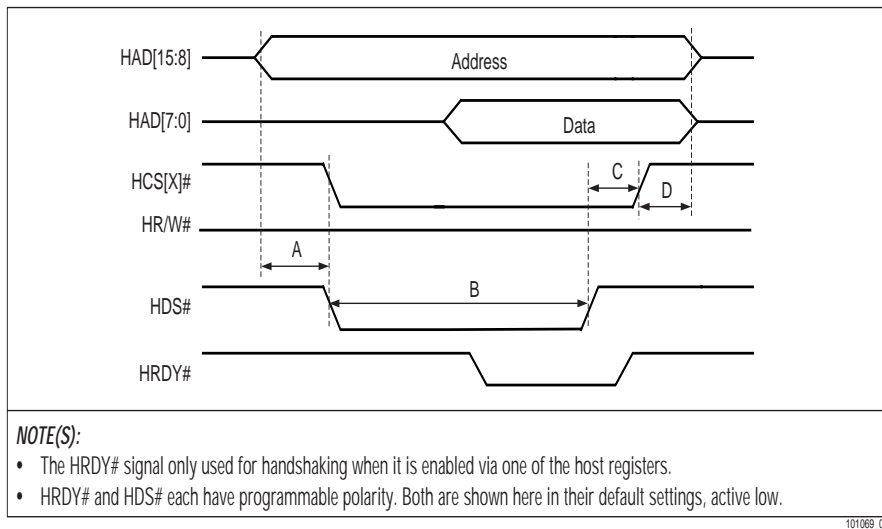 HAD[15:8]
Address
HAD[7:0]
Data
HCS[X]#
C
D
HR/W#
A
B
HDS#
HRDY#
NOTE(S):
• The HRDY# signal only used for handshaking when it is enabled via one of the host registers.
• HRDY# and HDS# each have programmable polarity. Both are shown here in their default settings, active low.